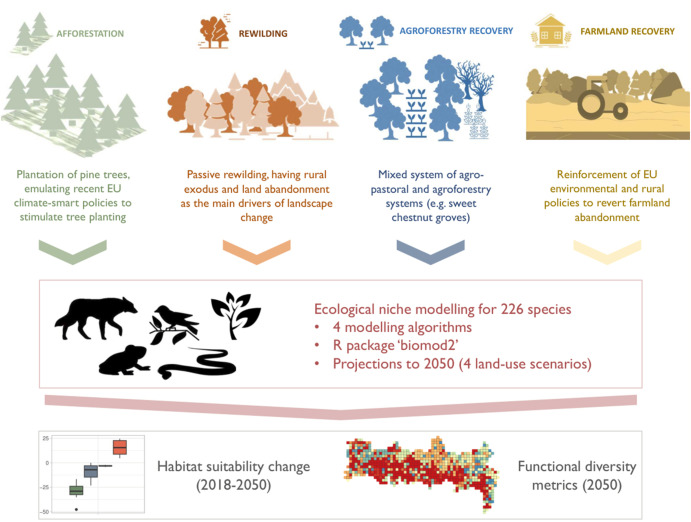 AFFORESTATION
REWILDING
AGROFORESTRY RECOVERY
FARMLAND RECOVERY
Plantation of pine trees,
emulating recent EU
climate-smart policies to
stimulate tree planting
Passive rewilding, having rural
exodus and land abandonment
as the main drivers of landscape
change
Mixed system of agro-
pastoral and agroforestry
systems (e.g. sweet
chestnut groves)
Reinforcement of EU
environmental and rural
policies to revert farmland
abandonment
Ecological niche modelling for 226 species
• 4 modelling algorithms
• R package ‘biomod2’
• Projections to 2050 (4 land-use scenarios)
25
0
−25
−50
Habitat suitability change
(2018-2050)
Functional diversity
metrics (2050)